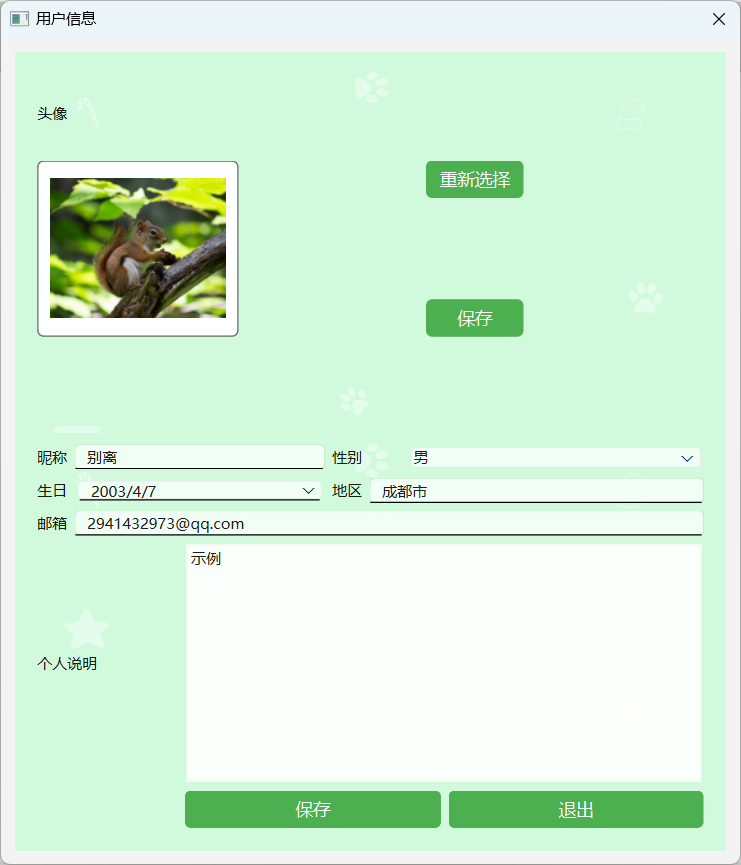 用户信息
头像
重新选择
保存
昵称 别离 性别 男
生日 2003/4/7 地区 成都市
邮箱 2941432973@qq.com
示例
个人说明
保存 退出